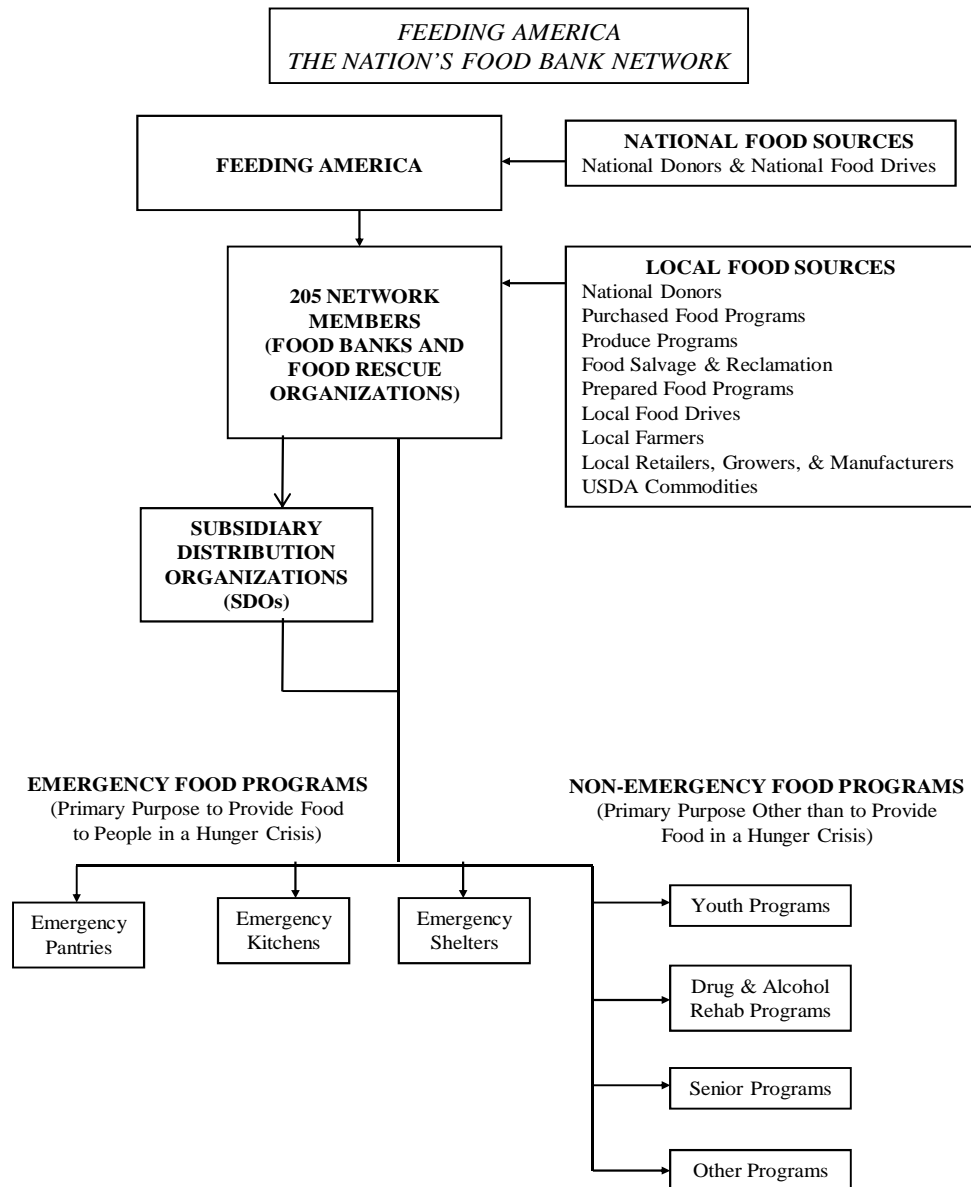 FEEDING AMERICA
THE NATION'S FOOD BANK NETWORK
FEEDING AMERICA
NATIONAL FOOD SOURCES
National Donors & National Food Drives
205 NETWORK
MEMBERS
(FOOD BANKS AND
FOOD RESCUE
ORGANIZATIONS)
LOCAL FOOD SOURCES
National Donors
Purchased Food Programs
Produce Programs
Food Salvage & Reclamation
Prepared Food Programs
Local Food Drives
Local Farmers
Local Retailers, Growers, & Manufacturers
USDA Commodities
SUBSIDIARY
DISTRIBUTION
ORGANIZATIONS
(SDOs)
EMERGENCY FOOD PROGRAMS
(Primary Purpose to Provide Food
to People in a Hunger Crisis)
NON-EMERGENCY FOOD PROGRAMS
(Primary Purpose Other than to Provide
Food in a Hunger Crisis)
Emergency
Pantries
Emergency
Kitchens
Emergency
Shelters
Youth Programs
Drug & Alcohol
Rehab Programs
Senior Programs
Other Programs